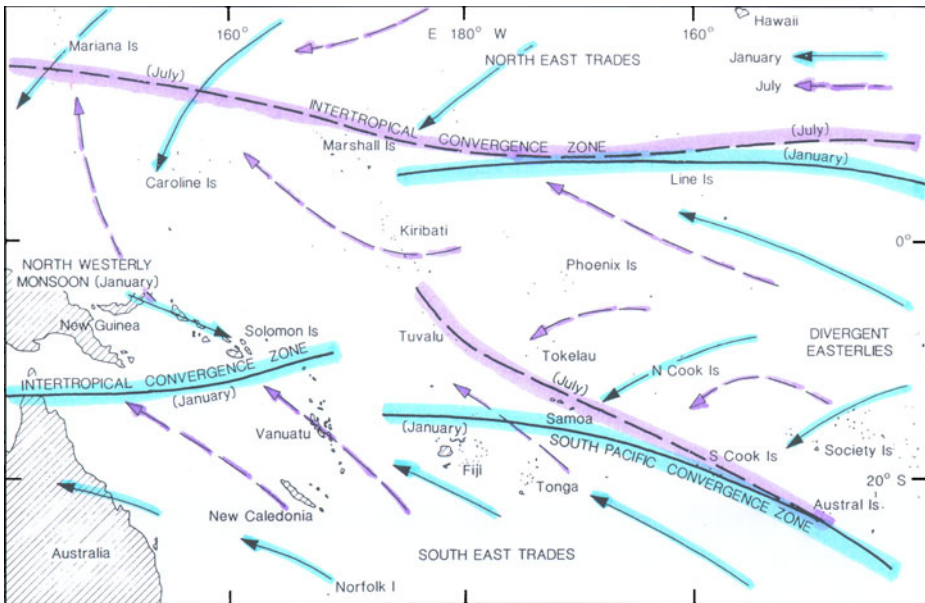 Hawaii
160°
E 180° W
160°
Mariana Is
NORTH EAST TRADES
January
July
(July)
INTERTROPICAL CONVERGENCE ZONE
(July)
(January)
Marshall Is
Caroline Is
Line Is
Kiribati
0°
NORTH WESTERLY
MONSOON (January)
Phoenix Is
New Guinea
Solomon Is
Tuvalu
DIVERGENT
EASTERLIES
Tokelau
INTERTROPICAL CONVERGENCE ZONE
(January)
(July)
N Cook Is
(January)
Samoa
Vanuatu
SOUTH PACIFIC CONVERGENCE ZONE
S Cook Is
Society Is
Fiji
Tonga
20° S
Austral Is
New Caledonia
Australia
SOUTH EAST TRADES
Norfolk I